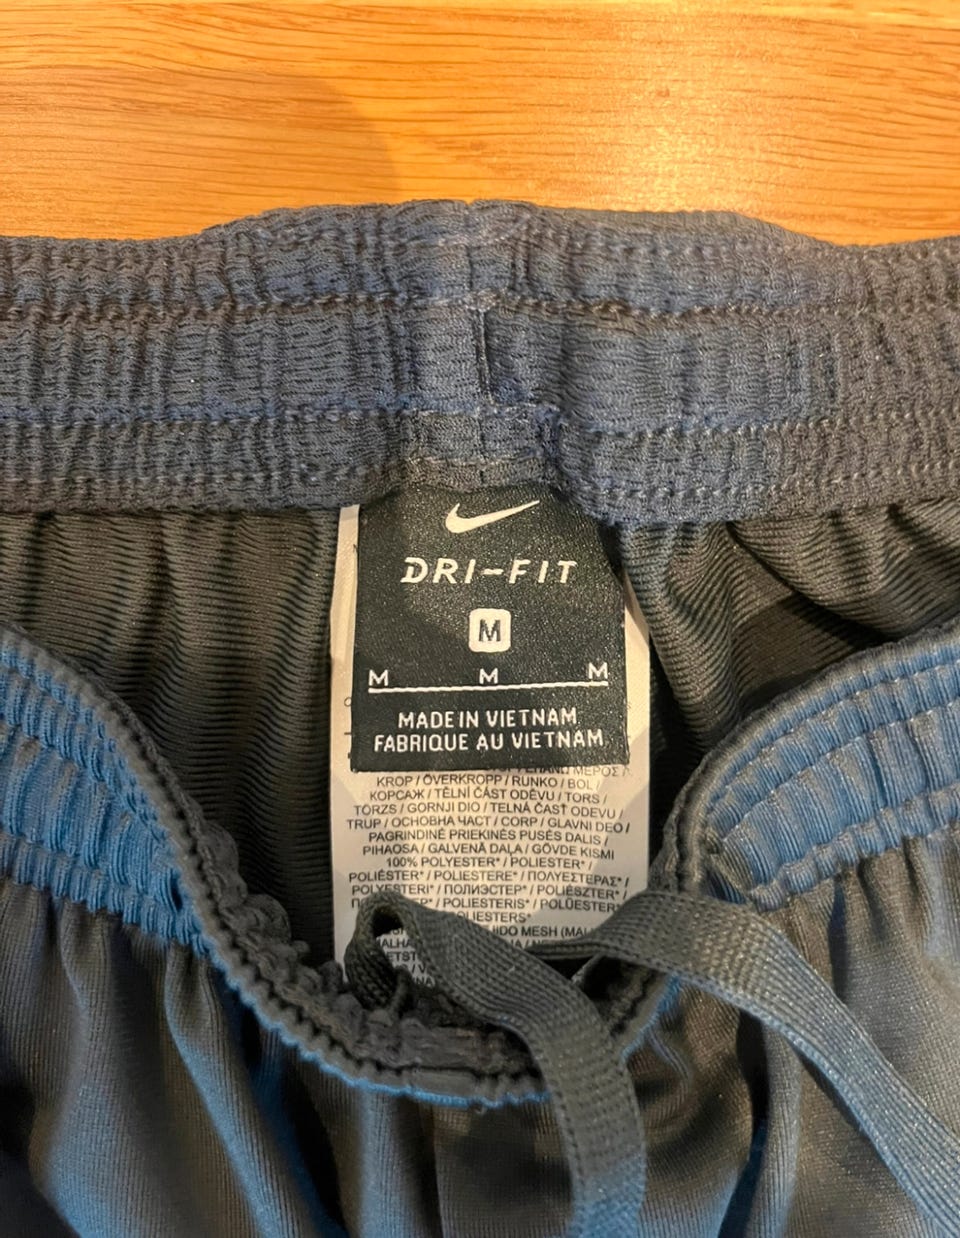 DRI-FIT
M
M M M
MADE IN VIETNAM
FABRIQUE AU VIETNAM
KROP / ÖVERKROPP / RUNKO / BOL /
КОРСАЖ / TĚLNÍ ČÁST ODĚVU / TORS /
TÖRZS / GORNJI DIO / TELNÁ ČASŤ ODEVU /
TRUP / ОСНОВНА ЧАСТ / CORP / GLAVNI DEO /
PAGRINDINĖ PRIEKINĖS PUSĖS DALIS /
PIHAOSA / GALVENĀ DAĻA / GÖVDE KISMI
100% POLYESTER* / POLIESTER* /
POLIÉSTER* / POLIESTERE* / ΠΟΛΥΕΣΤΕΡΑΣ* /
POLYESTERI* / ПОЛИЭСТЕР* / POLIÉSZTER* /
POLIESTERIS* / POLÜESTER*
MESH